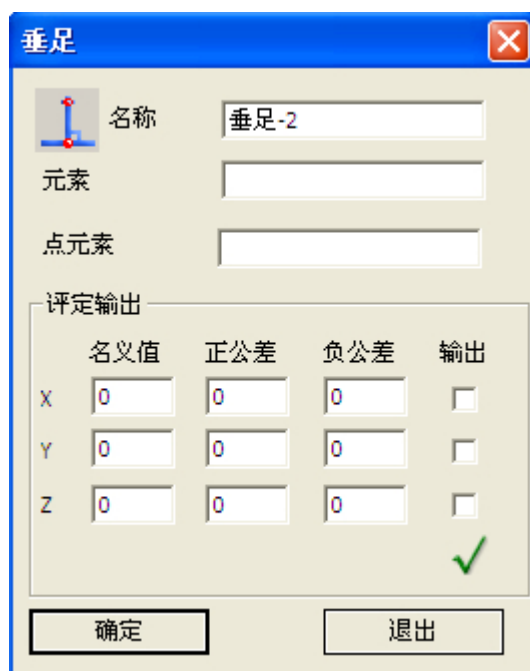 垂足
名称 垂足-2
元素
点元素
评定输出
名义值 正公差 负公差 输出
X 0 0 0
Y 0 0 0
Z 0 0 0
确定 退出